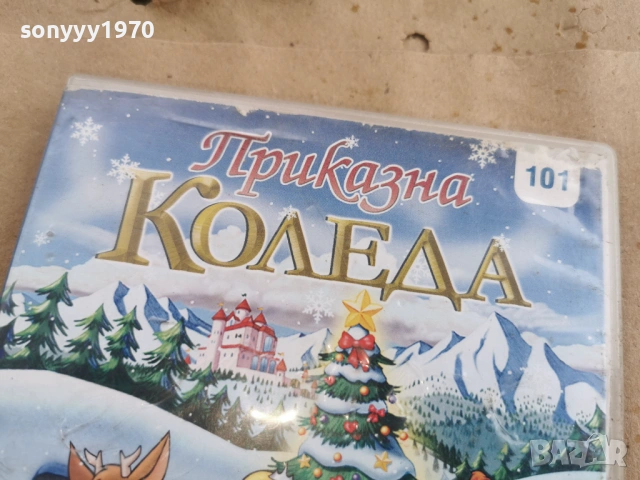 sonyyy1970
Приказна
101
КОЛЕДА
BAZAR